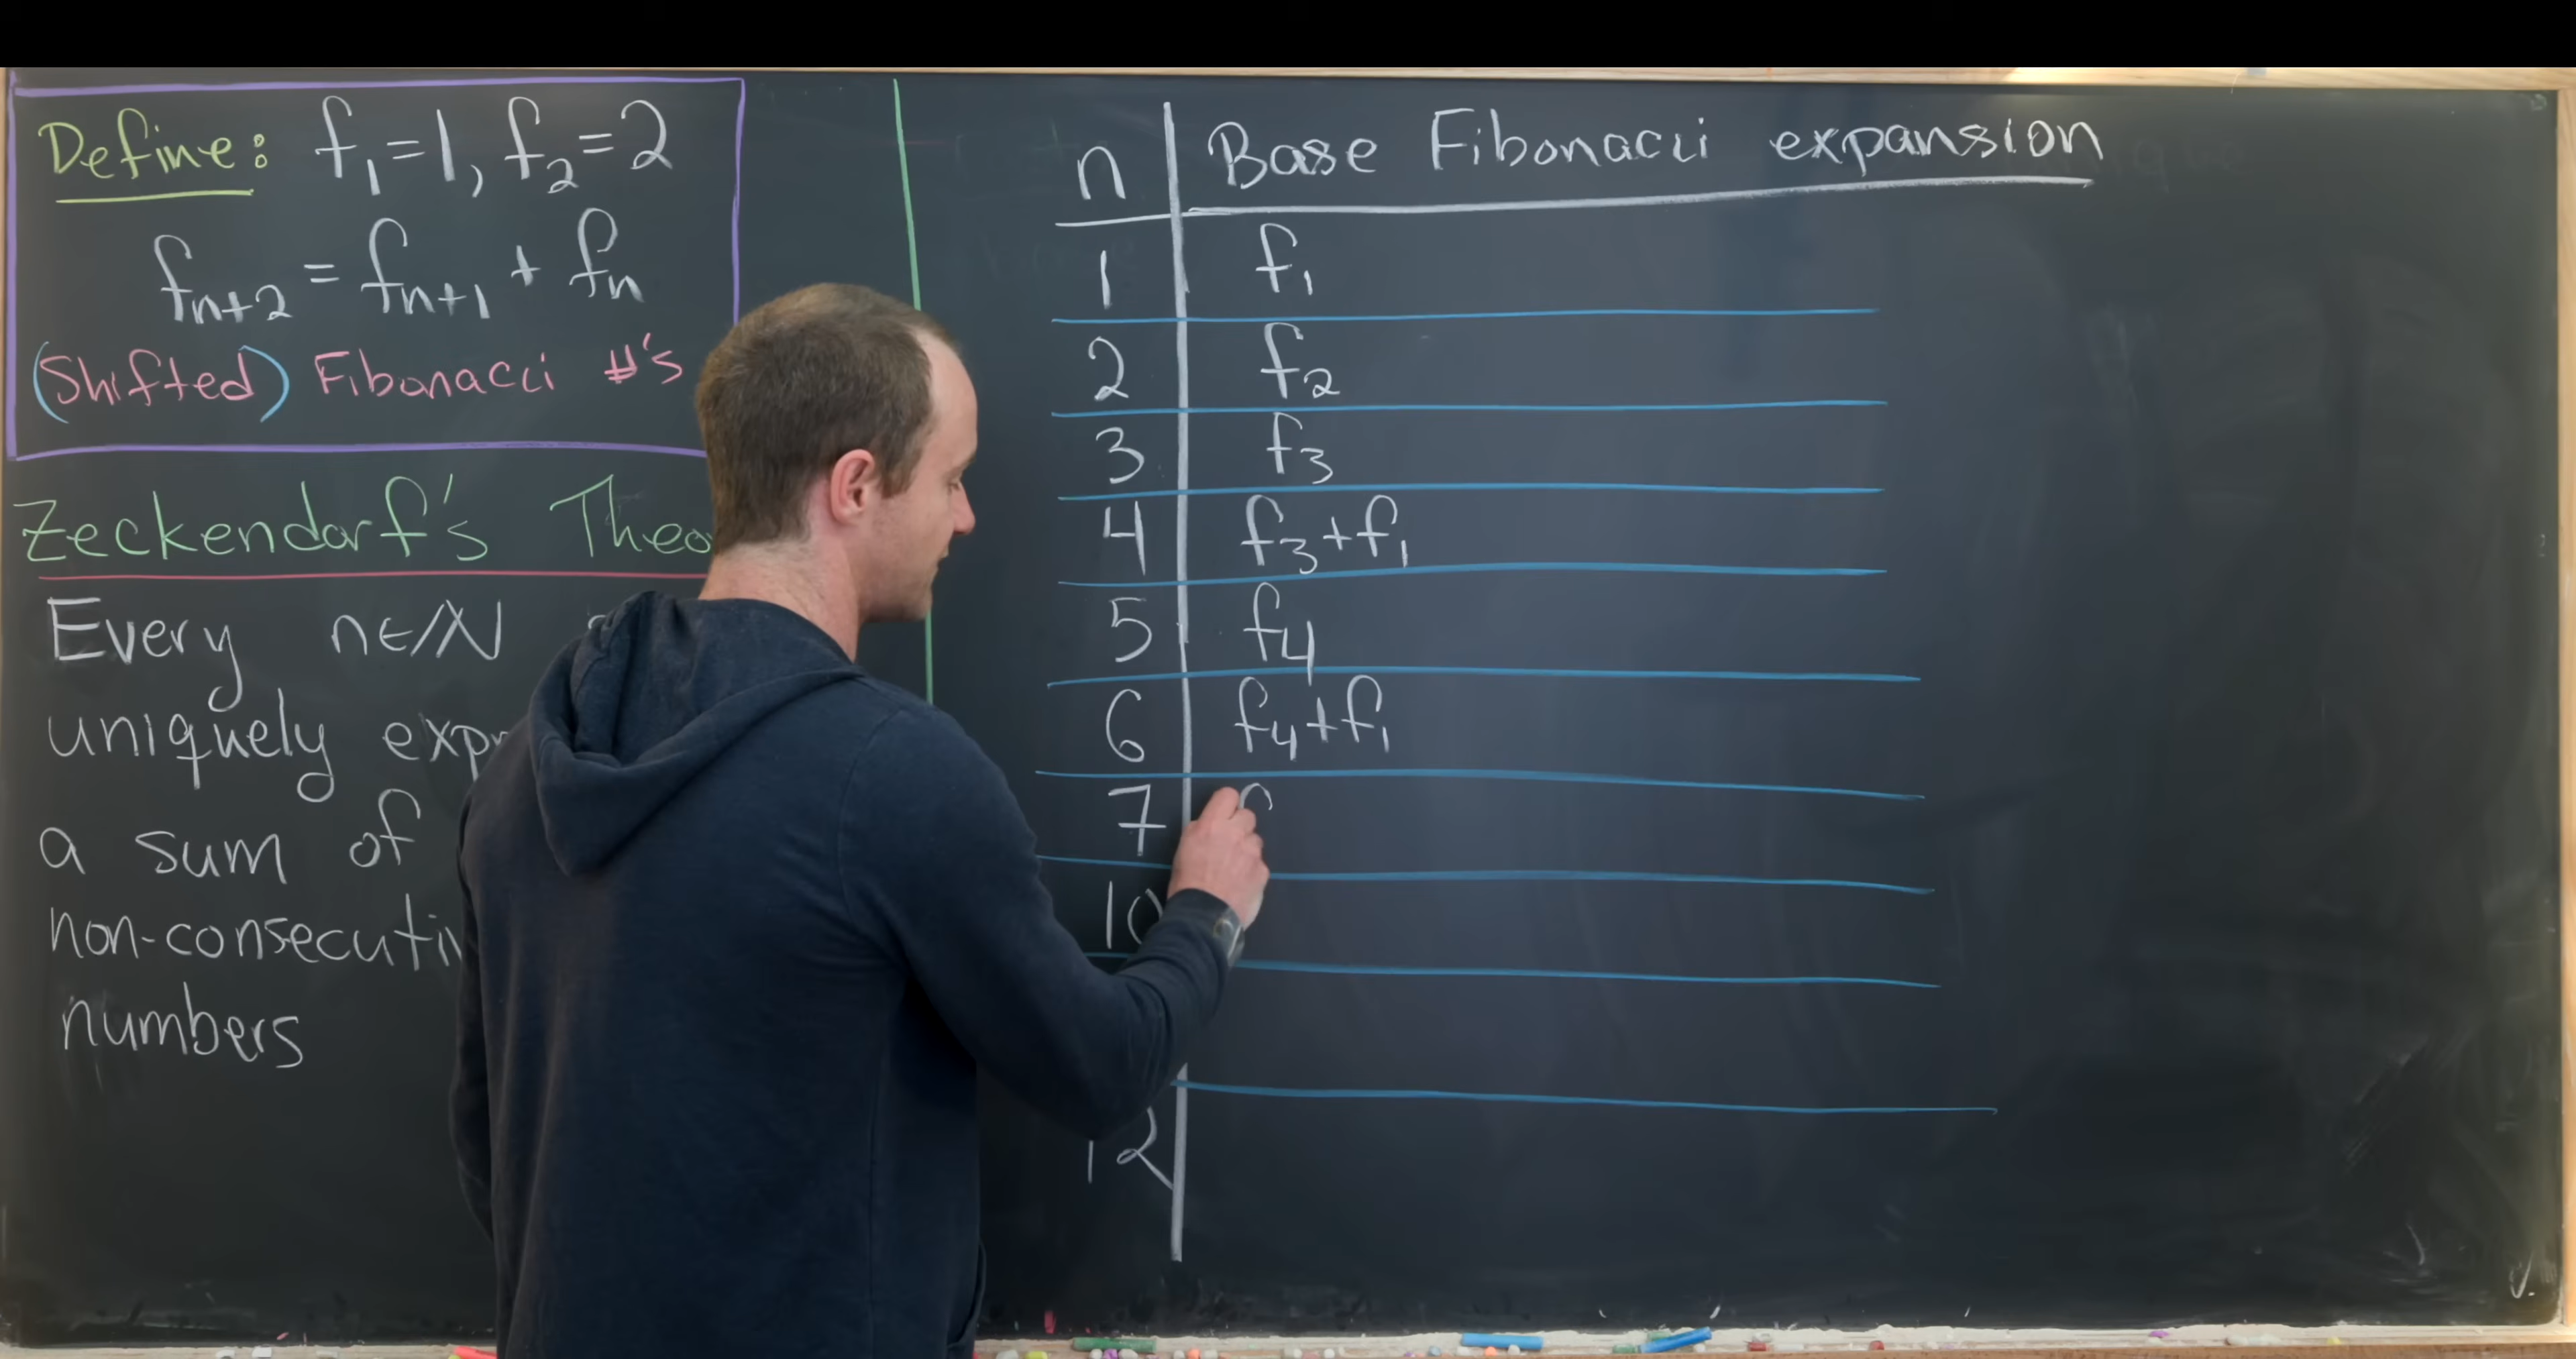 Define: f₁=1, f₂=2
fₙ₊₂ = fₙ₊₁ + fₙ
(Shifted) Fibonacci #'s
Zeckendorf's Theo
Every n∈ℕ
uniquely exp
a sum of
non-consecuti
numbers
n Base Fibonacci expansion
1 f₁
2 f₂
3 f₃
4 f₃+f₁
5 f₄
6 f₄+f₁
7
10
12